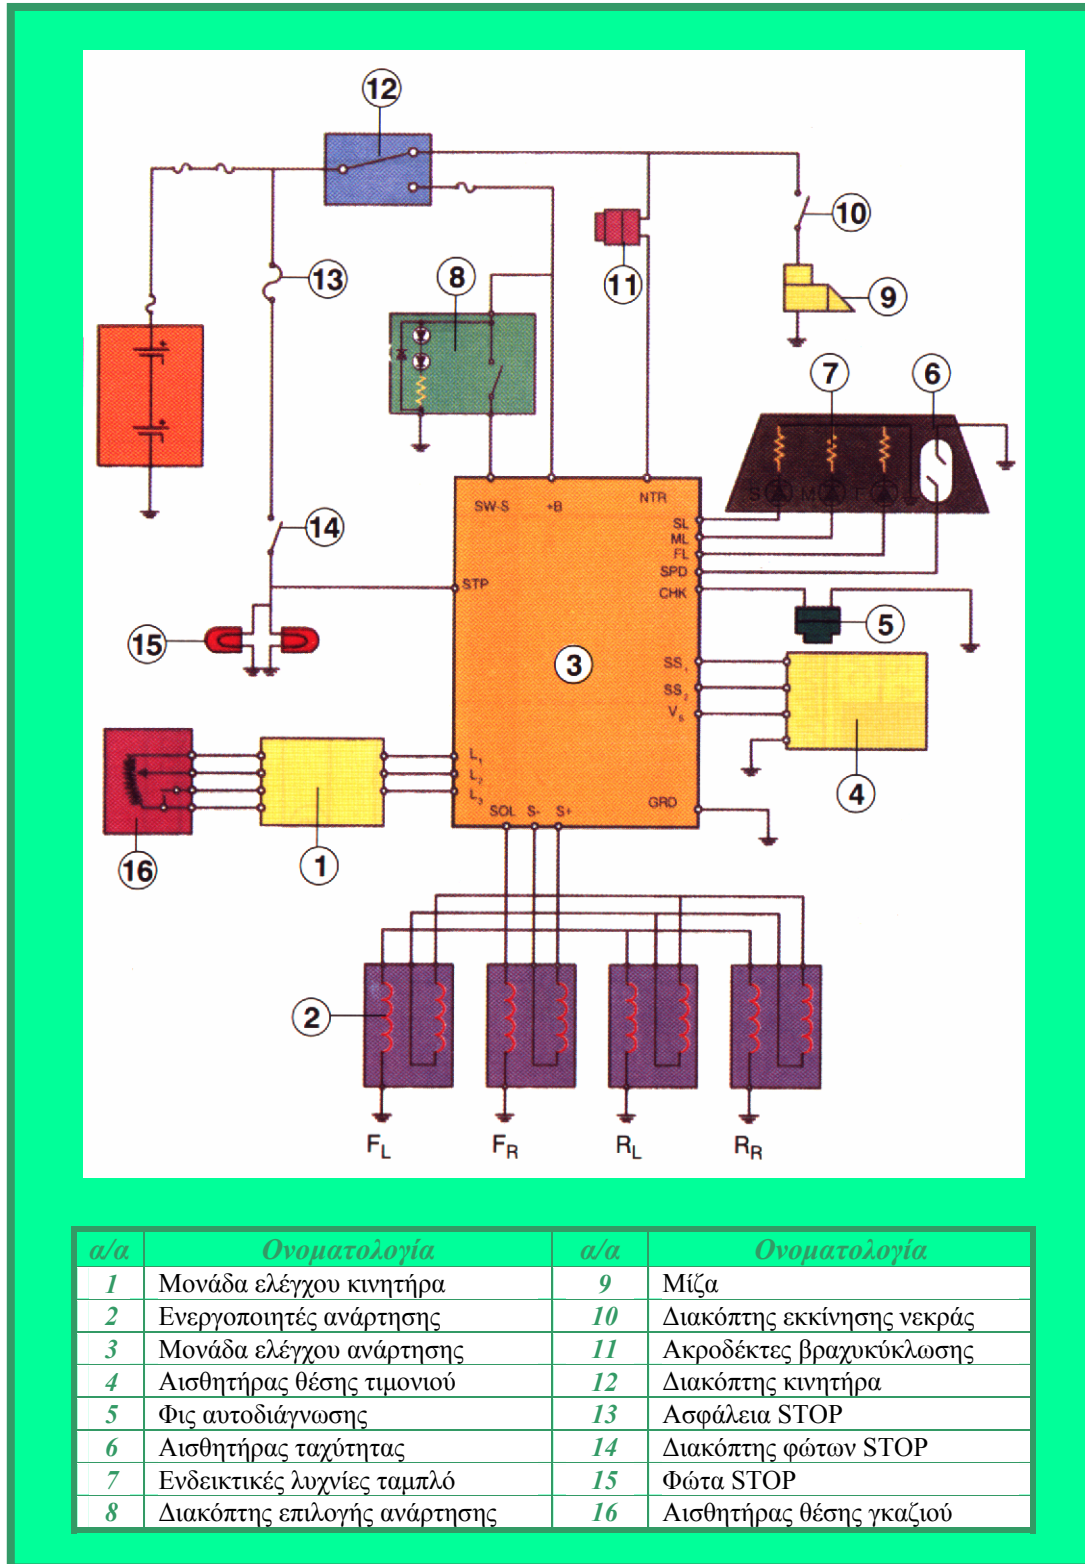 12
10
13
8
11
9
7
6
S M F
14
SW-S +B NTR
SL
ML
FL
SPD
STP
CHK
15
5
3
SS1
SS2
V5
L1
L2
L3
4
1
16
SOL S- S+
GRD
2
FL FR RL RR
α/α Ονοματολογία α/α Ονοματολογία
1 Μονάδα ελέγχου κινητήρα 9 Μίζα
2 Ενεργοποιητές ανάρτησης 10 Διακόπτης εκκίνησης νεκράς
3 Μονάδα ελέγχου ανάρτησης 11 Ακροδέκτες βραχυκύκλωσης
4 Αισθητήρας θέσης τιμονιού 12 Διακόπτης κινητήρα
5 Φις αυτοδιάγνωσης 13 Ασφάλεια STOP
6 Αισθητήρας ταχύτητας 14 Διακόπτης φώτων STOP
7 Ενδεικτικές λυχνίες ταμπλό 15 Φώτα STOP
8 Διακόπτης επιλογής ανάρτησης 16 Αισθητήρας θέσης γκαζιού